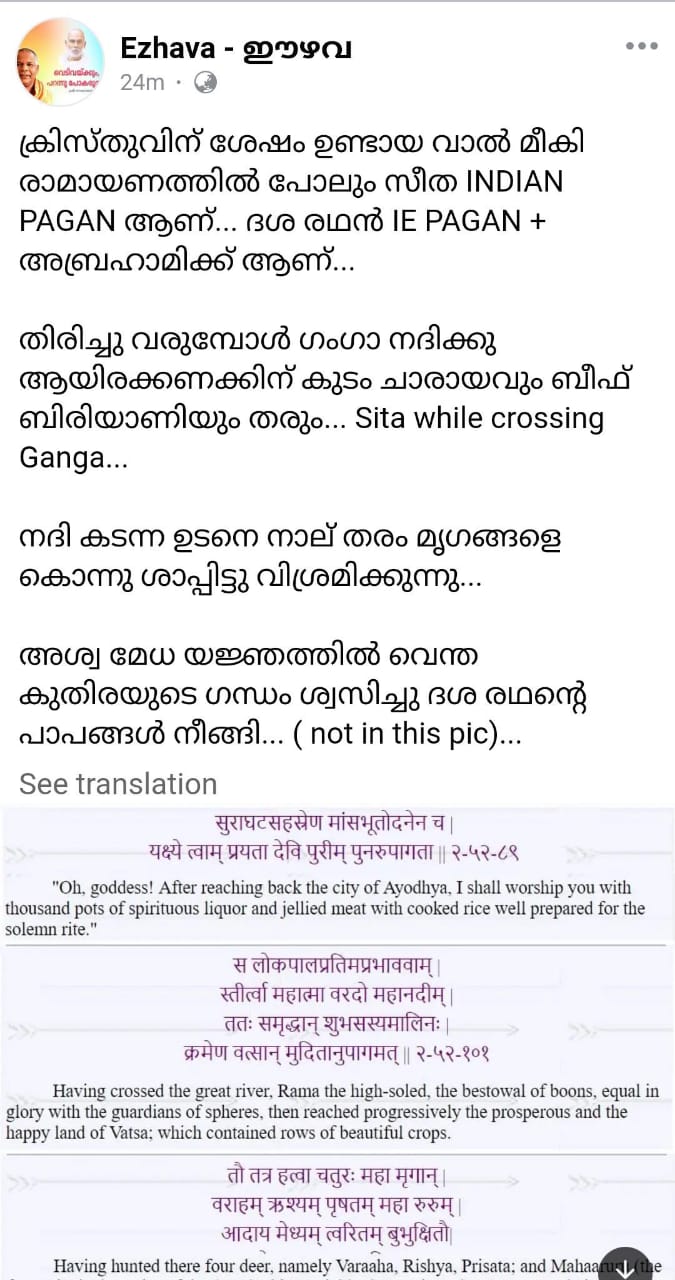 Ezhava - ഈഴവ
24m ·
വെടിവയ്ക്കും,
ക്രിസ്തുവിന് ശേഷം ഉണ്ടായ വാൽ മീകി
രാമായണത്തിൽ പോലും സീത INDIAN
PAGAN ആണ്... ദശ രഥൻ IE PAGAN +
അബ്രഹാമിക്ക് ആണ്...
തിരിച്ചു വരുമ്പോൾ ഗംഗാ നദിക്കു
ആയിരക്കണക്കിന് കുടം ചാരായവും ബീഫ്
ബിരിയാണിയും തരും... Sita while crossing
Ganga...
നദി കടന്ന ഉടനെ നാല് തരം മൃഗങ്ങളെ
കൊന്നു ശാപ്പിട്ടു വിശ്രമിക്കുന്നു...
അശ്വ മേധ യജ്ഞത്തിൽ വെന്ത
കുതിരയുടെ ഗന്ധം ശ്വസിച്ചു ദശ രഥന്റെ
പാപങ്ങൾ നീങ്ങി... ( not in this pic)...
See translation
सुराघटसहस्रेण मांसभूतोदनेन च |
यक्ष्ये त्वाम् प्रयता देवि पुरीम् पुनरुपागता || २-५२-८९
"Oh, goddess! After reaching back the city of Ayodhya, I shall worship you with
thousand pots of spirituous liquor and jellied meat with cooked rice well prepared for the
solemn rite."
स लोकपालप्रतिमप्रभाववाम् |
स्तीर्त्वा महात्मा वरदो महानदीम् |
ततः समृद्धान् शुभसस्यमालिनः |
क्रमेण वत्सान् मुदितानुपागमत् || २-५२-१०१
Having crossed the great river, Rama the high-soled, the bestowal of boons, equal in
glory with the guardians of spheres, then reached progressively the prosperous and the
happy land of Vatsa; which contained rows of beautiful crops.
तौ तत्र हत्वा चतुरः महा मृगान् |
वराहम् ऋश्यम् पृषतम् महा रुरुम् |
आदाय मेध्यम् त्वरितम् बुभुक्षितौ|
Having hunted there four deer, namely Varaaha, Rishya, Prisata; and Mahaaruru (the